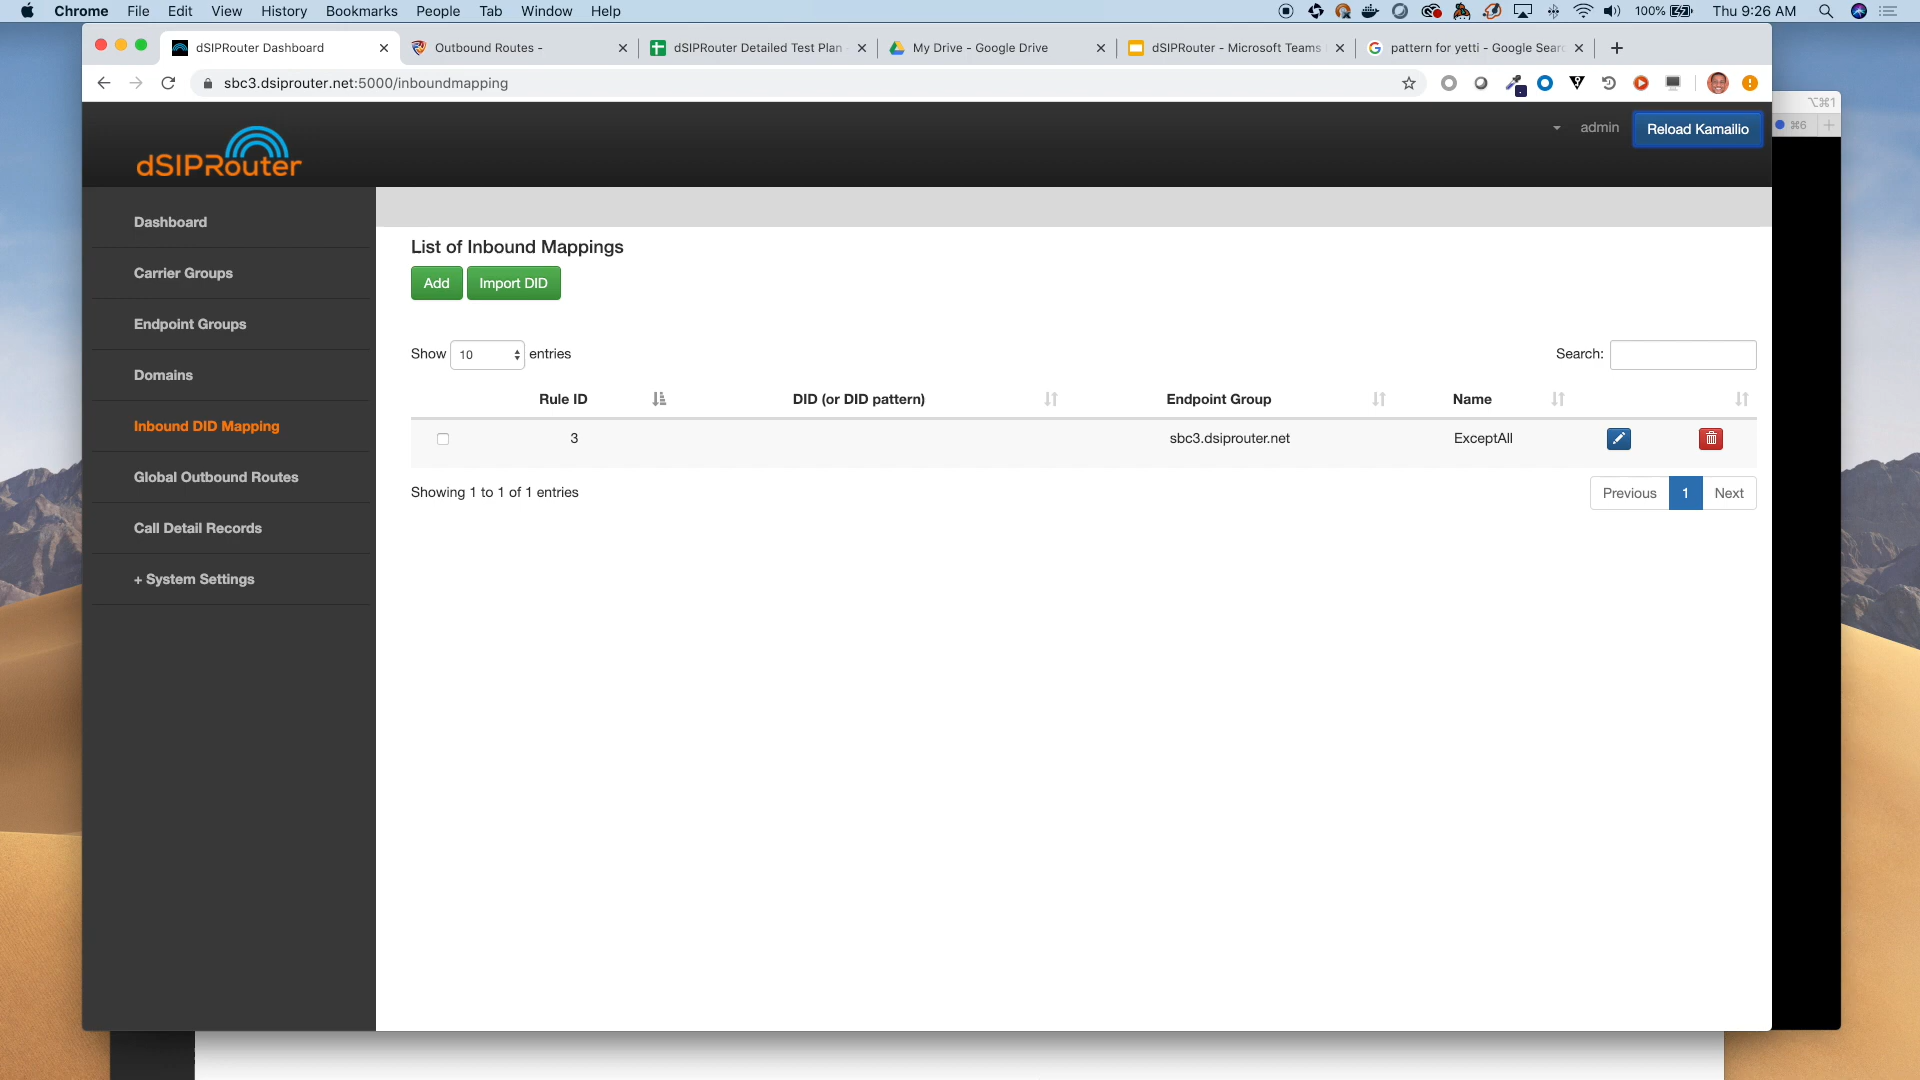 Chrome File Edit View History Bookmarks People Tab Window Help 100% Thu 9:26 AM
dSIPRouter Dashboard Outbound Routes - dSIPRouter Detailed Test Plan My Drive - Google Drive dSIPRouter - Microsoft Teams pattern for yetti - Google Sear
sbc3.dsiprouter.net:5000/inboundmapping
⌥⌘1
⌘6
dSIPRouter
admin Reload Kamailio
Dashboard
Carrier Groups
Endpoint Groups
Domains
Inbound DID Mapping
Global Outbound Routes
Call Detail Records
+ System Settings
List of Inbound Mappings
Add Import DID
Show 10 entries Search:
Rule ID DID (or DID pattern) Endpoint Group Name
3 sbc3.dsiprouter.net ExceptAll
Showing 1 to 1 of 1 entries Previous 1 Next